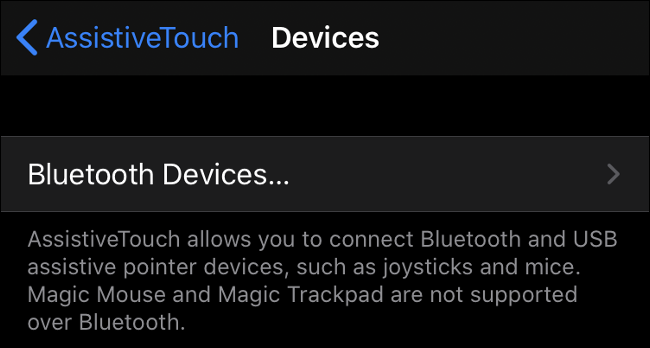 AssistiveTouch Devices
Bluetooth Devices...
AssistiveTouch allows you to connect Bluetooth and USB
assistive pointer devices, such as joysticks and mice.
Magic Mouse and Magic Trackpad are not supported
over Bluetooth.